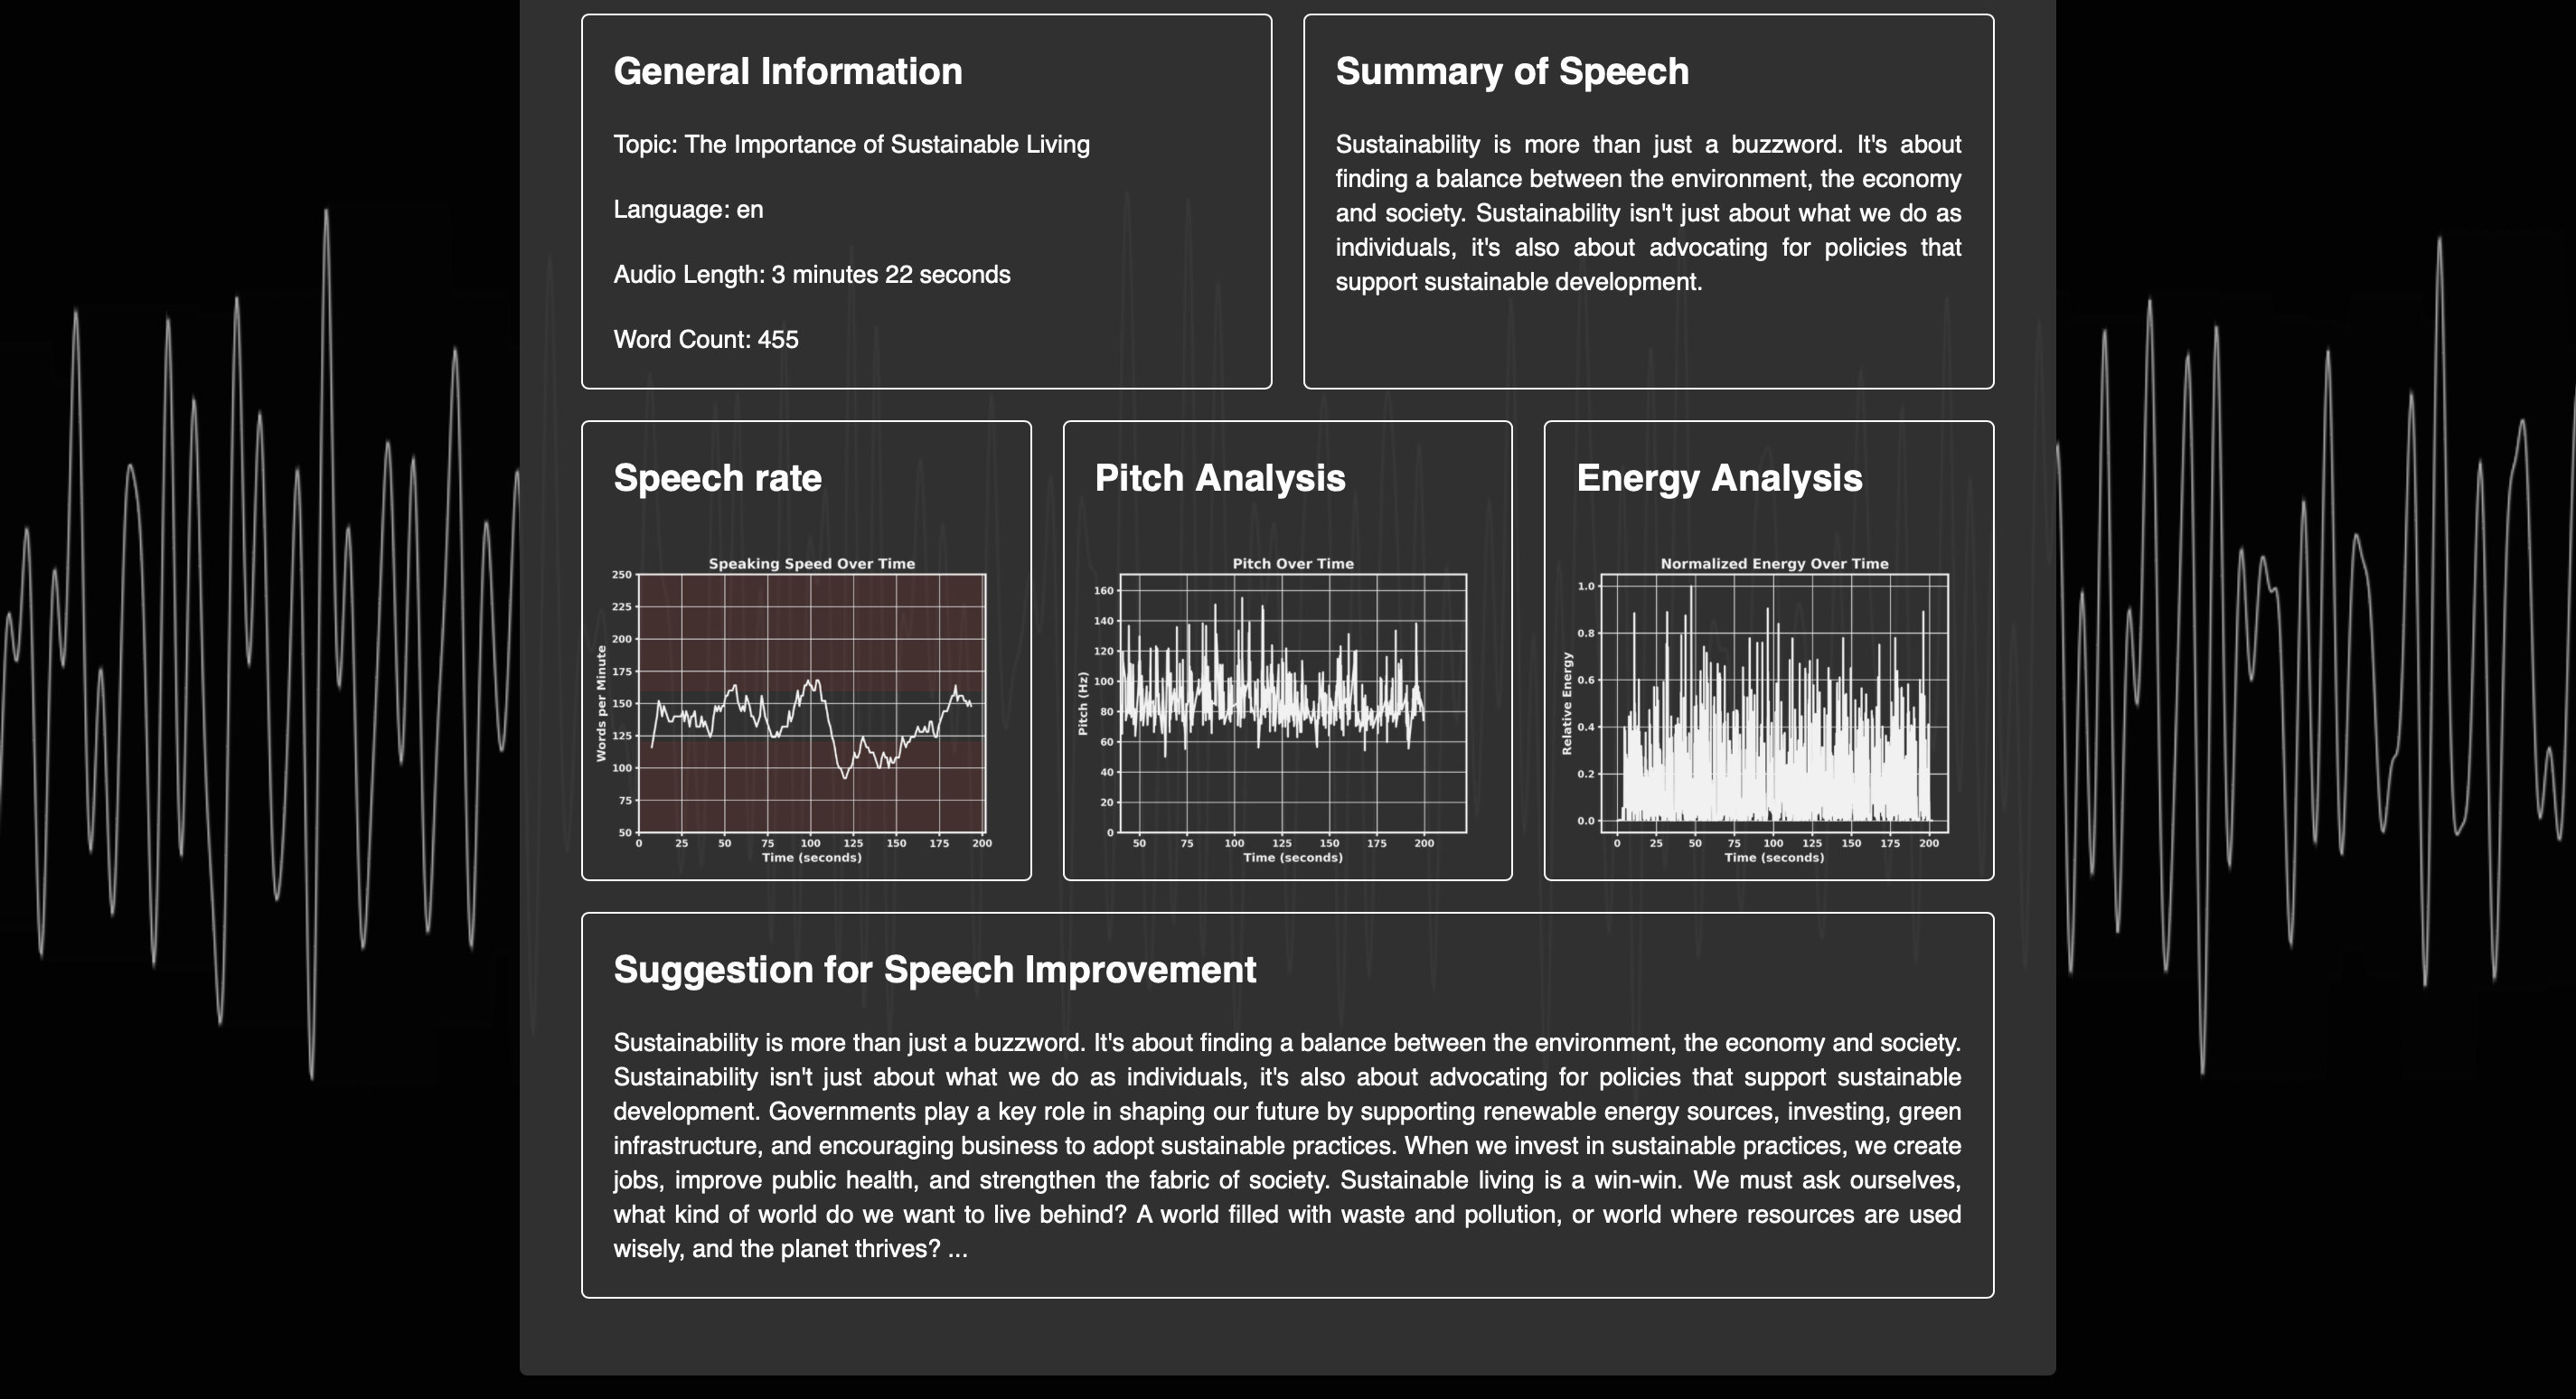 General Information
Topic: The Importance of Sustainable Living
Language: en
Audio Length: 3 minutes 22 seconds
Word Count: 455
Summary of Speech
Sustainability is more than just a buzzword. It's about
finding a balance between the environment, the economy
and society. Sustainability isn't just about what we do as
individuals, it's also about advocating for policies that
support sustainable development.
Speech rate
Speaking Speed Over Time
Words per Minute
250
225
200
175
150
125
100
75
50
0 25 50 75 100 125 150 175 200
Time (seconds)
Pitch Analysis
Pitch Over Time
Pitch (Hz)
160
140
120
100
80
60
40
20
0
50 75 100 125 150 175 200
Time (seconds)
Energy Analysis
Normalized Energy Over Time
Relative Energy
1.0
0.8
0.6
0.4
0.2
0.0
0 25 50 75 100 125 150 175 200
Time (seconds)
Suggestion for Speech Improvement
Sustainability is more than just a buzzword. It's about finding a balance between the environment, the economy and society.
Sustainability isn't just about what we do as individuals, it's also about advocating for policies that support sustainable
development. Governments play a key role in shaping our future by supporting renewable energy sources, investing, green
infrastructure, and encouraging business to adopt sustainable practices. When we invest in sustainable practices, we create
jobs, improve public health, and strengthen the fabric of society. Sustainable living is a win-win. We must ask ourselves,
what kind of world do we want to live behind? A world filled with waste and pollution, or world where resources are used
wisely, and the planet thrives? ...